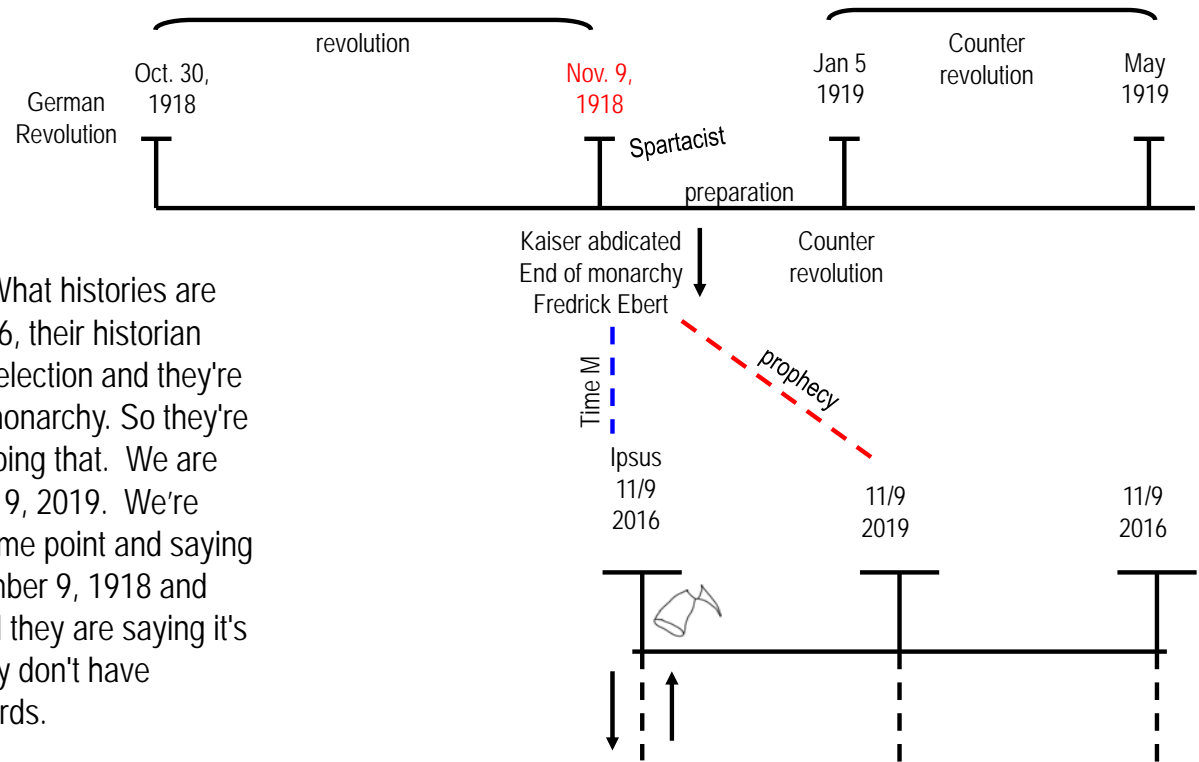 revolution
Counter
revolution
German
Revolution
Oct. 30,
1918
Nov. 9,
1918
Jan 5
1919
May
1919
Spartacist
preparation
Kaiser abdicated
End of monarchy
Fredrick Ebert
Counter
revolution
What histories are
6, their historian
election and they're
monarchy. So they're
oing that. We are
9, 2019. We're
me point and saying
mber 9, 1918 and
they are saying it's
y don't have
rds.
Time M
prophecy
Ipsus
11/9
2016
11/9
2019
11/9
2016